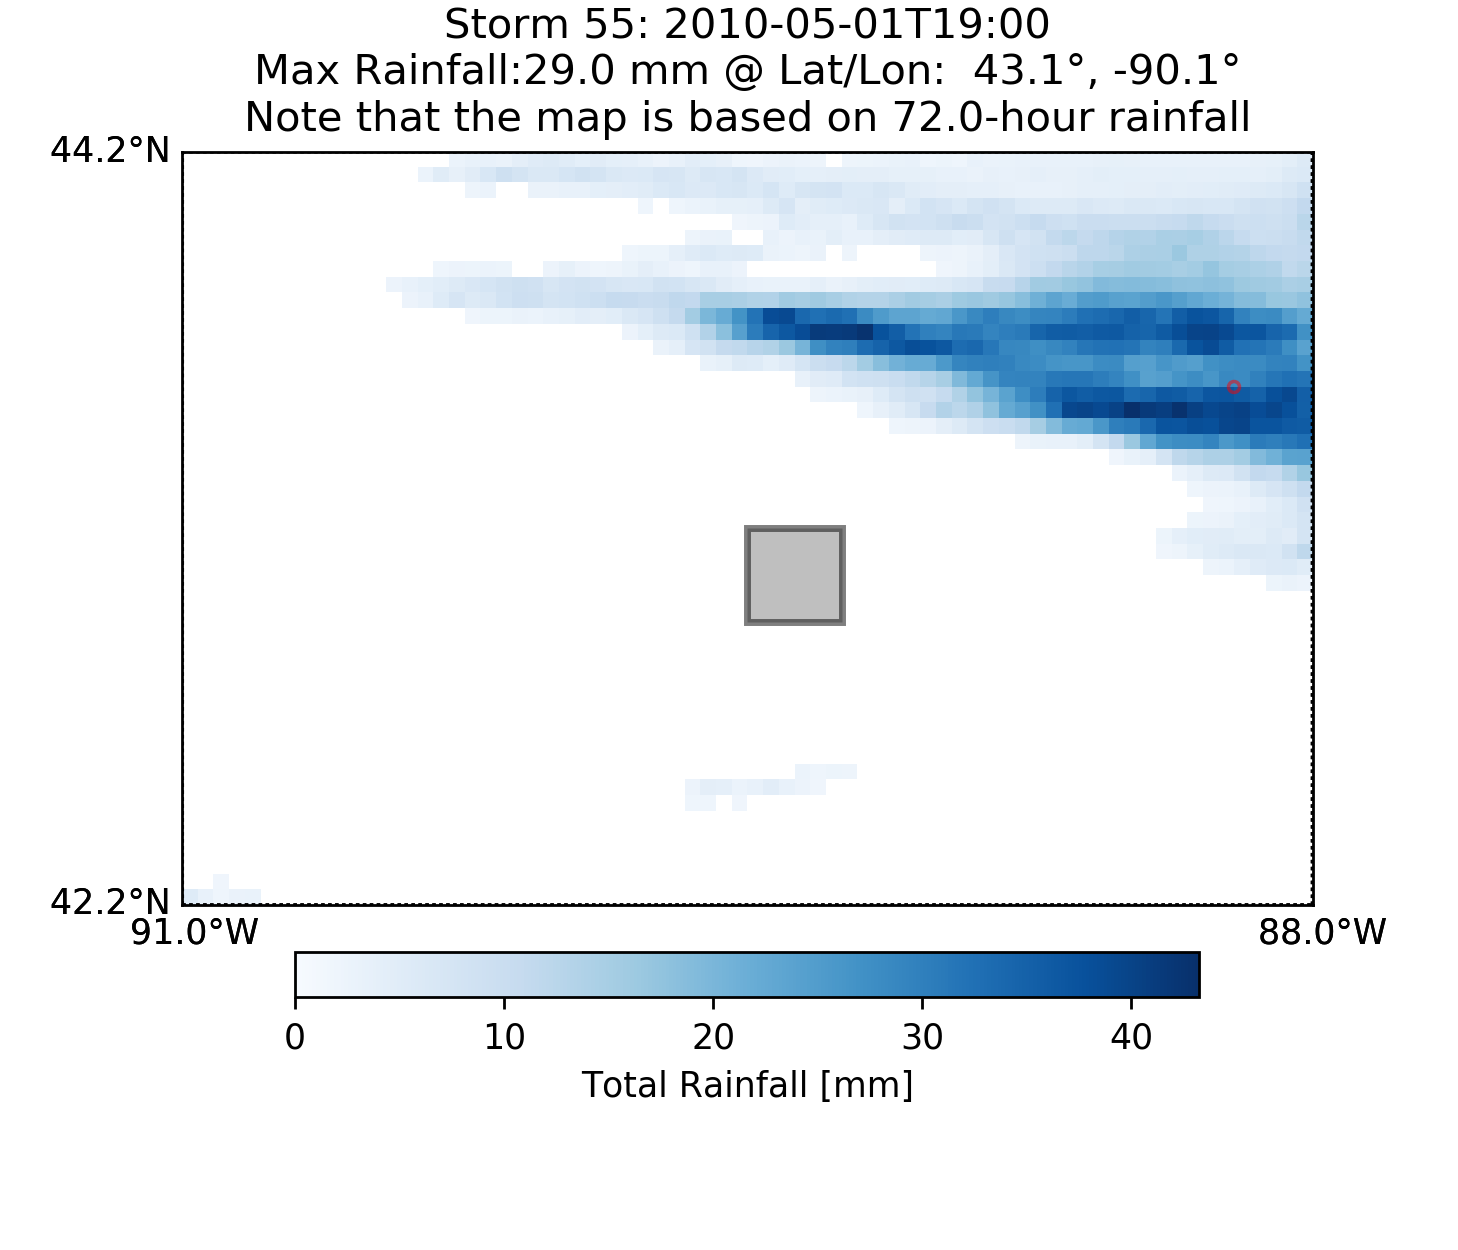 Storm 55: 2010-05-01T19:00
Max Rainfall:29.0 mm @ Lat/Lon:  43.1°, -90.1°
Note that the map is based on 72.0-hour rainfall
44.2°N
42.2°N
91.0°W 88.0°W
0 10 20 30 40
Total Rainfall [mm]